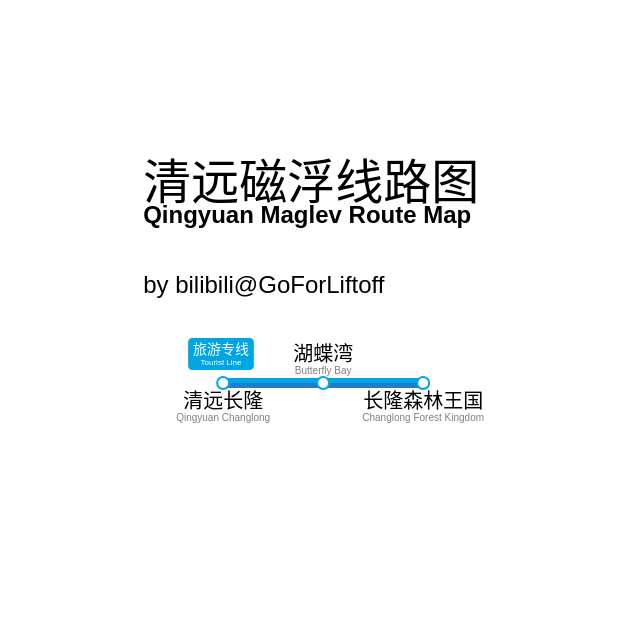 清远磁浮线路图
Qingyuan Maglev Route Map
by bilibili@GoForLiftoff
旅游专线
Tourist Line
湖蝶湾
Butterfly Bay
清远长隆
Qingyuan Changlong
长隆森林王国
Changlong Forest Kingdom